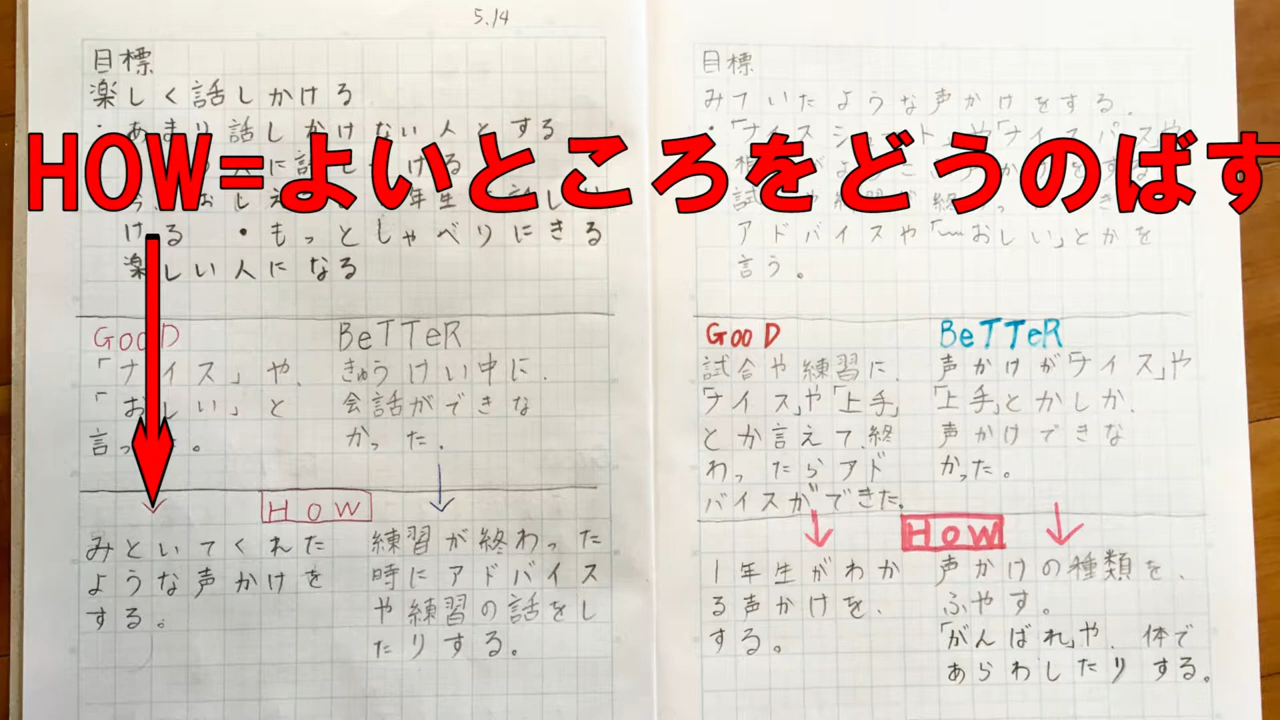 5.14
目標
楽しく話しかける
・あまり話しかけない人とする
HOW=よいところをどうのばす
ける ・もっとしゃべりにきる
楽しい人になる
GooD
「ナイス」や、
「おしい」と
言った。
BeTTeR
きゅうけい中に、
会話ができな
かった。
HOW
みといてくれた
ような声かけを
する。
練習が終わった
時にアドバイス
や練習の話をし
たりする。
目標
みていたような声かけをする。
アドバイスや「〜おしい」とかを
言う。
GooD
試合や練習に、
「ナイス」や「上手」
とか言えて、終
わったらアド
バイスができた。
BeTTeR
声かけが「ナイス」や
「上手」とかしか、
声かけできな
かった。
HoW
1年生がわか
る声かけを、
する。
声かけの種類を、
ふやす。
「がんばれ」や、体で
あらわしたりする。